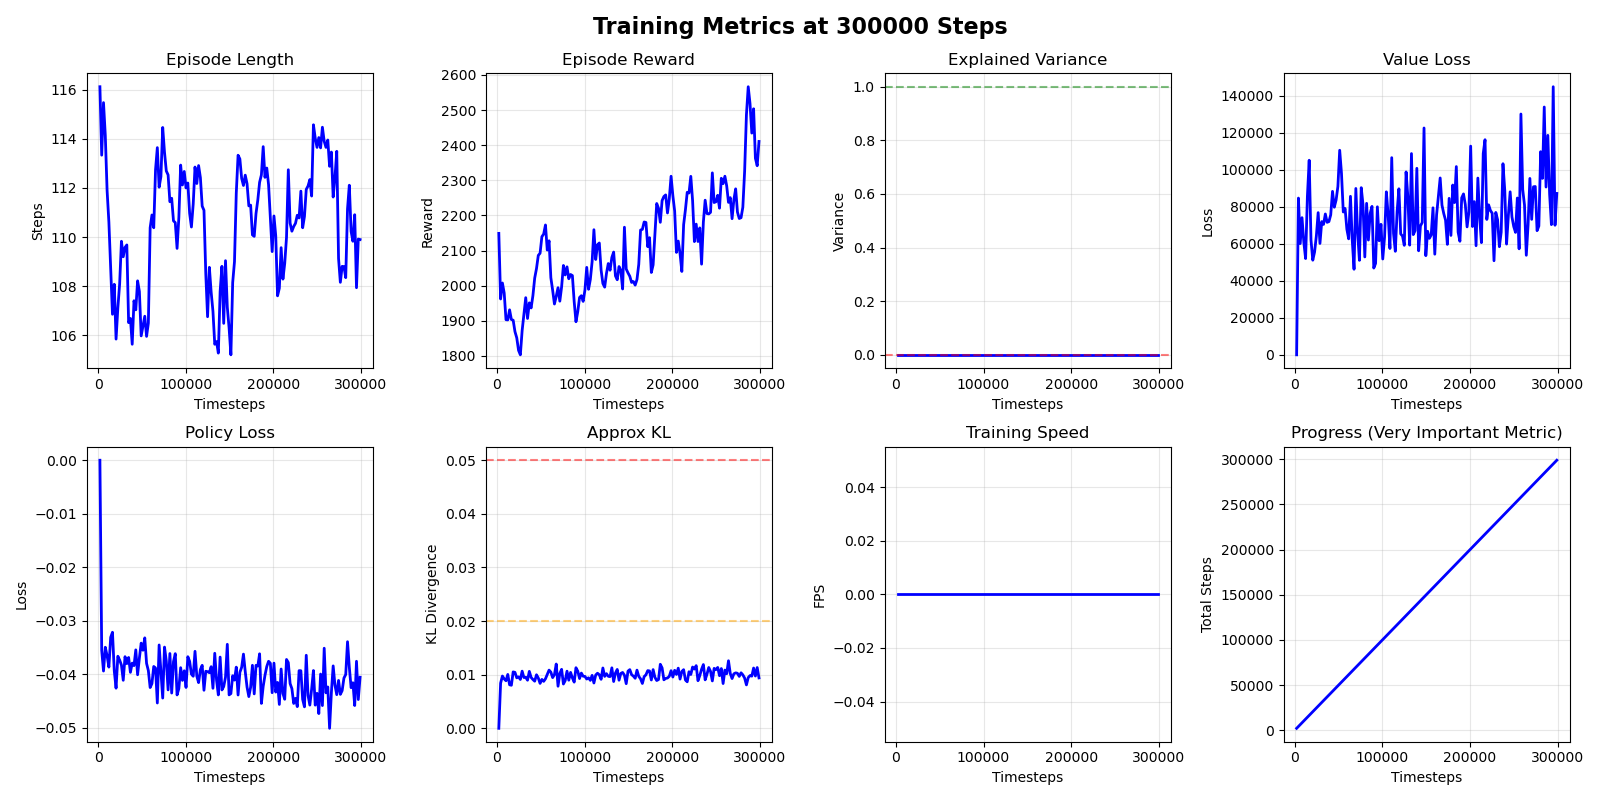 Training Metrics at 300000 Steps
Episode Length
Steps
116
114
112
110
108
106
0 100000 200000 300000
Timesteps
Episode Reward
Reward
2600
2500
2400
2300
2200
2100
2000
1900
1800
0 100000 200000 300000
Timesteps
Explained Variance
Variance
1.0
0.8
0.6
0.4
0.2
0.0
0 100000 200000 300000
Timesteps
Value Loss
Loss
140000
120000
100000
80000
60000
40000
20000
0
0 100000 200000 300000
Timesteps
Policy Loss
Loss
0.00
−0.01
−0.02
−0.03
−0.04
−0.05
0 100000 200000 300000
Timesteps
Approx KL
KL Divergence
0.05
0.04
0.03
0.02
0.01
0.00
0 100000 200000 300000
Timesteps
Training Speed
FPS
0.04
0.02
0.00
−0.02
−0.04
0 100000 200000 300000
Timesteps
Progress (Very Important Metric)
Total Steps
300000
250000
200000
150000
100000
50000
0
0 100000 200000 300000
Timesteps